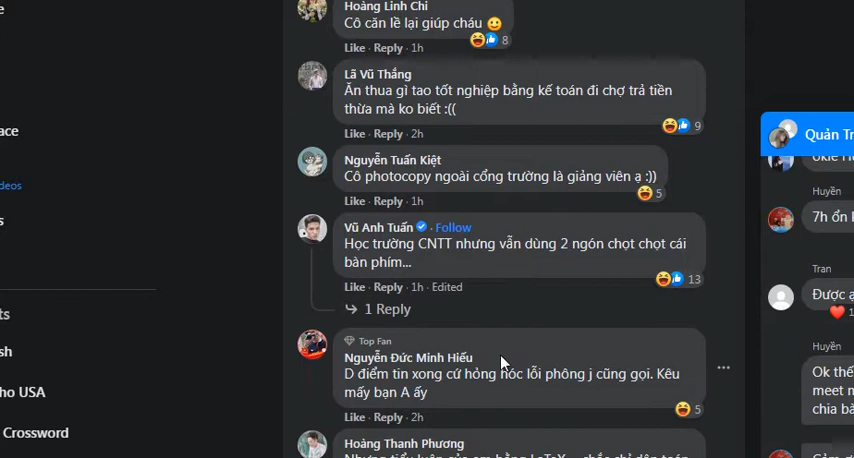 e
Hoàng Linh Chi
Cô căn lề lại giúp cháu
8
Like · Reply · 1h
Lã Vũ Thắng
Ăn thua gì tao tốt nghiệp bằng kế toán đi chợ trả tiền
thừa mà ko biết :((
9
Like · Reply · 2h
Nguyễn Tuấn Kiệt
Cô photocopy ngoài cổng trường là giảng viên ạ :))
5
Like · Reply · 1h
Vũ Anh Tuấn · Follow
Học trường CNTT nhưng vẫn dùng 2 ngón chọt chọt cái
bàn phím...
13
Like · Reply · 1h · Edited
1 Reply
Top Fan
Nguyễn Đức Minh Hiếu
D điểm tin xong cứ hỏng hóc lỗi phông j cũng gọi. Kêu
mấy bạn A ấy
5
Like · Reply · 2h
Hoàng Thanh Phương
ace
deos
s
ts
sh
ho USA
Crossword
Quản Tr
Huyền
7h ổn l
Tran
Được ạ
1
Huyền
Ok thế
meet n
chia bà